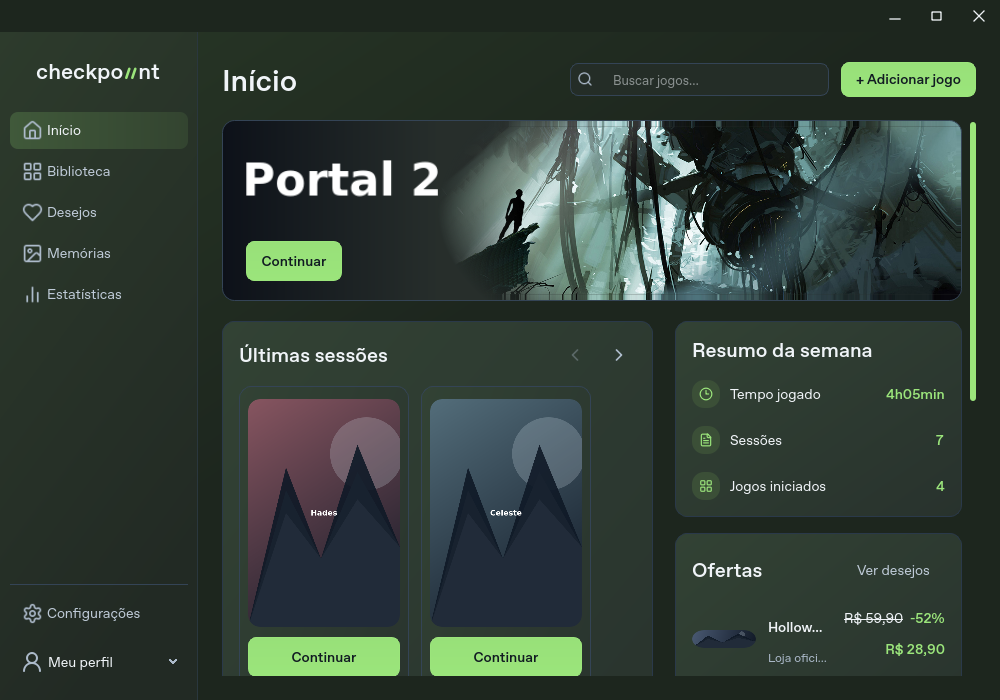 checkpo//nt
Início
Biblioteca
Desejos
Memórias
Estatísticas
Configurações
Meu perfil
Início
Buscar jogos...
+ Adicionar jogo
Portal 2
Continuar
Últimas sessões
Hades
Celeste
Continuar
Continuar
Resumo da semana
Tempo jogado 4h05min
Sessões 7
Jogos iniciados 4
Ofertas Ver desejos
Hollow...
R$ 59,90 -52%
Loja ofici...
R$ 28,90